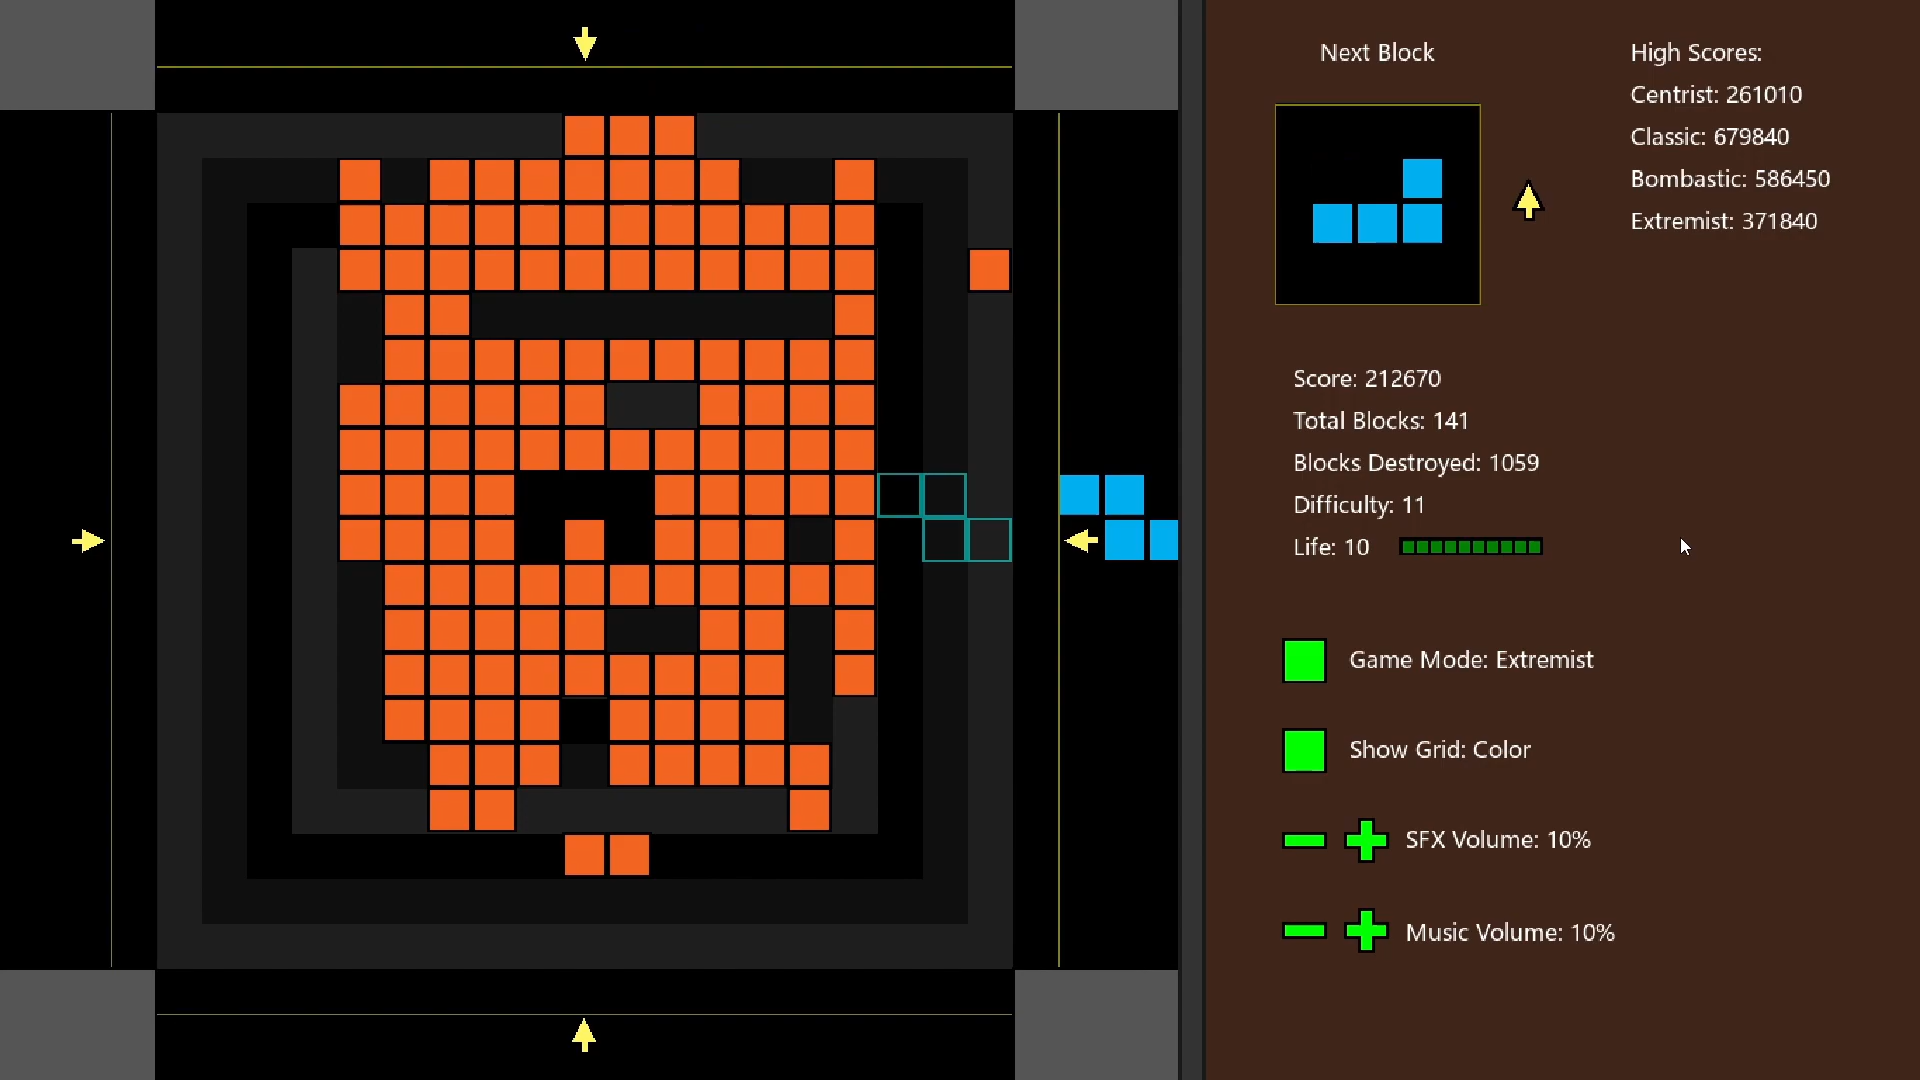 Next Block
High Scores:
Centrist: 261010
Classic: 679840
Bombastic: 586450
Extremist: 371840
Score: 212670
Total Blocks: 141
Blocks Destroyed: 1059
Difficulty: 11
Life: 10
Game Mode: Extremist
Show Grid: Color
SFX Volume: 10%
Music Volume: 10%